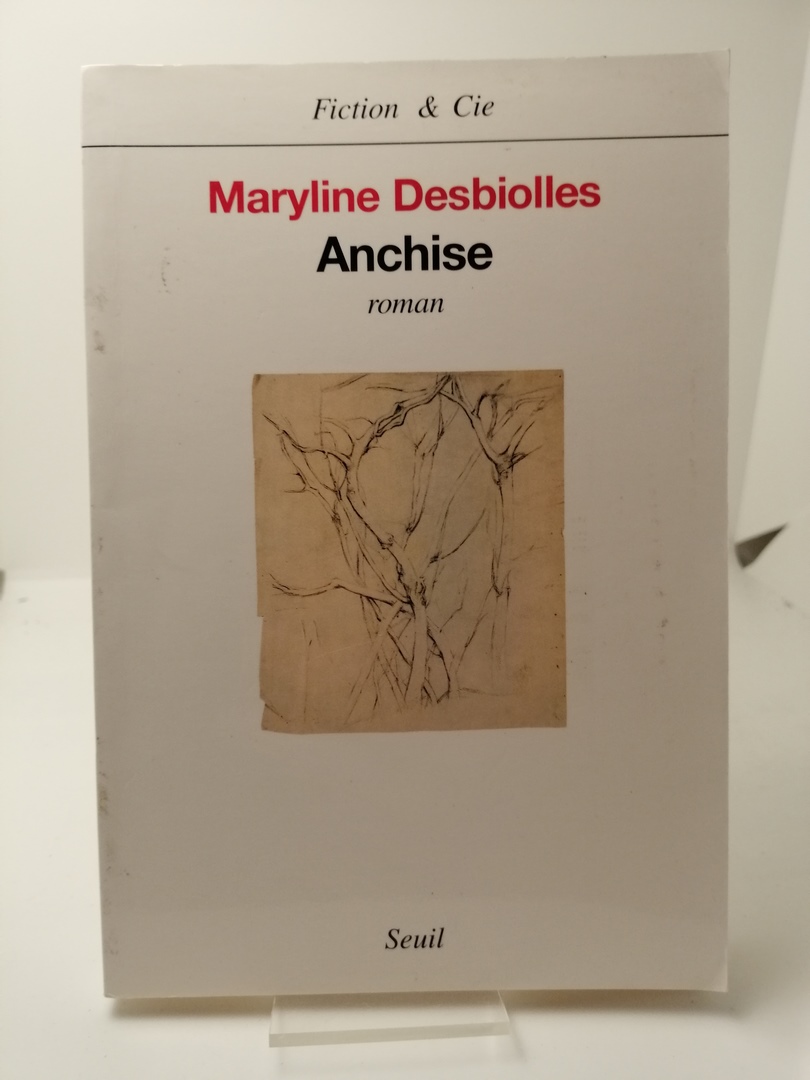 Fiction & Cie
Maryline Desbiolles
Anchise
roman
Seuil